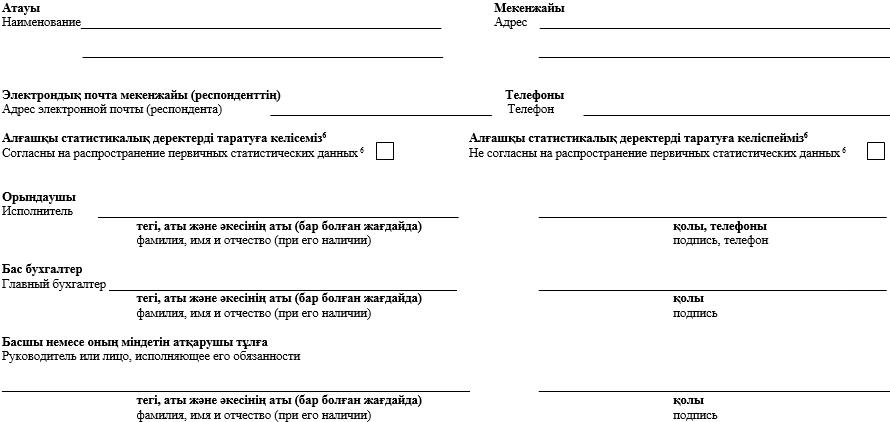 Атауы Мекенжайы
Наименование Адрес
Электрондық почта мекенжайы (респонденттің) Телефоны
Адрес электронной почты (респондента) Телефон
Алғашқы статистикалық деректерді таратуға келісеміз⁶ Алғашқы статистикалық деректерді таратуға келіспейміз⁶
Согласны на распространение первичных статистических данных ⁶ Не согласны на распространение первичных статистических данных ⁶
Орындаушы
Исполнитель
тегі, аты және әкесінің аты (бар болған жағдайда) қолы, телефоны
фамилия, имя и отчество (при его наличии) подпись, телефон
Бас бухгалтер
Главный бухгалтер
тегі, аты және әкесінің аты (бар болған жағдайда) қолы
фамилия, имя и отчество (при его наличии) подпись
Басшы немесе оның міндетін атқарушы тұлға
Руководитель или лицо, исполняющее его обязанности
тегі, аты және әкесінің аты (бар болған жағдайда) қолы
фамилия, имя и отчество (при его наличии) подпись